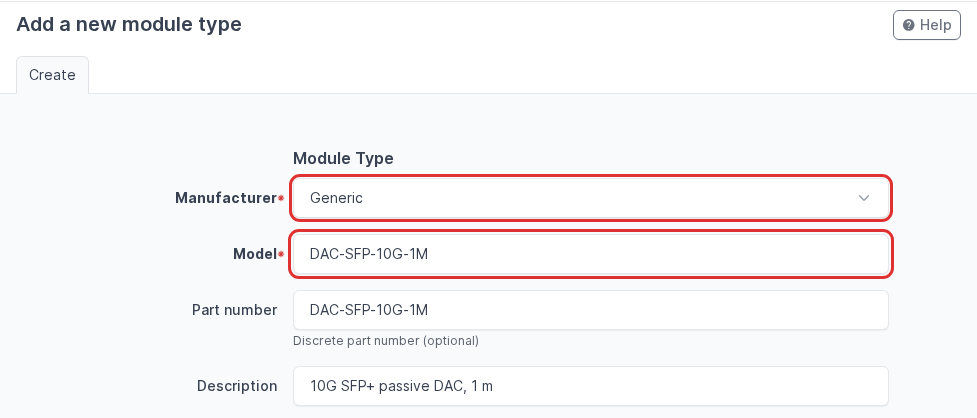 Add a new module type
Help
Create
Module Type
Manufacturer*
Generic
Model*
DAC-SFP-10G-1M
Part number
DAC-SFP-10G-1M
Discrete part number (optional)
Description
10G SFP+ passive DAC, 1 m